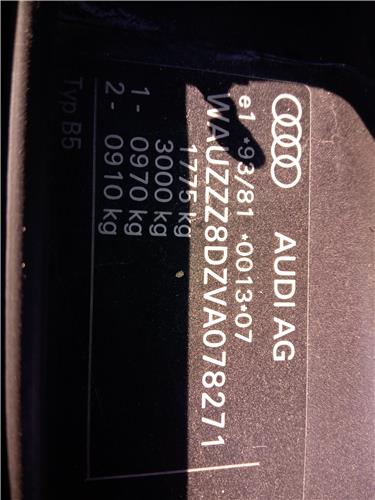 AUDI AG
e1 *93/81 *0013*07
WAUZZZ8DZVA078271
1775 kg
3000 kg
1 - 0970 kg
2 - 0910 kg
Typ B5